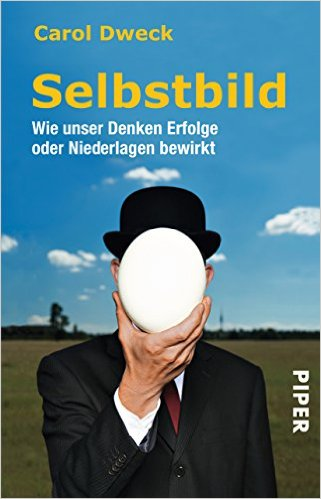 Carol Dweck
Selbstbild
Wie unser Denken Erfolge
oder Niederlagen bewirkt
PIPER